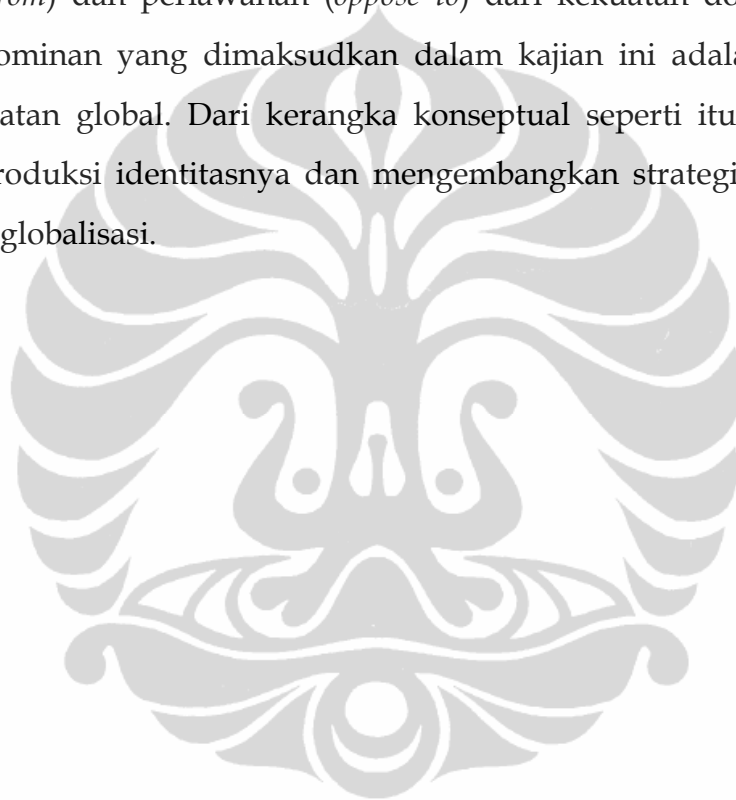 from) dan perlawanan (oppose to) dari kekuatan do
ominan yang dimaksudkan dalam kajian ini adala
atan global. Dari kerangka konseptual seperti itu
roduksi identitasnya dan mengembangkan strategi
globalisasi.